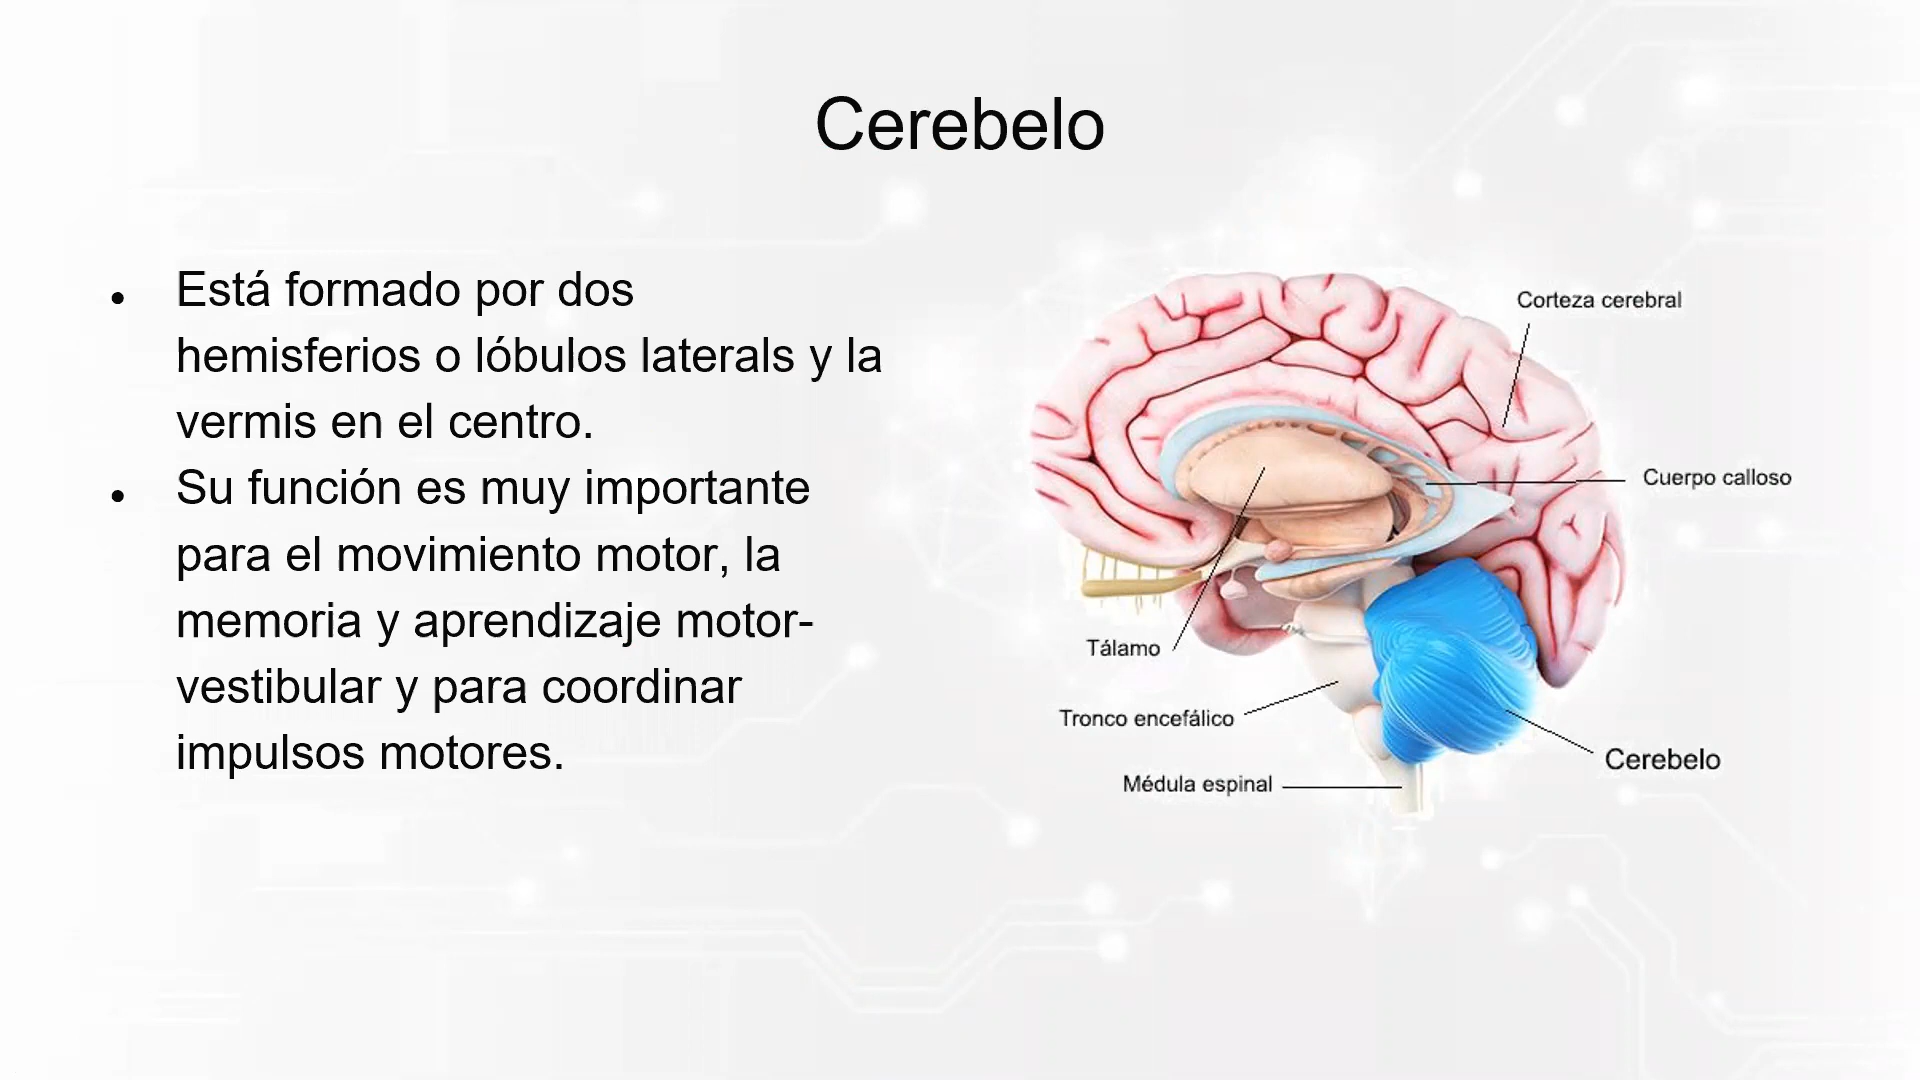 Cerebelo
Está formado por dos
hemisferios o lóbulos laterals y la
vermis en el centro.
Su función es muy importante
para el movimiento motor, la
memoria y aprendizaje motor-
vestibular y para coordinar
impulsos motores.
Corteza cerebral
Cuerpo calloso
Tálamo
Tronco encefálico
Cerebelo
Médula espinal